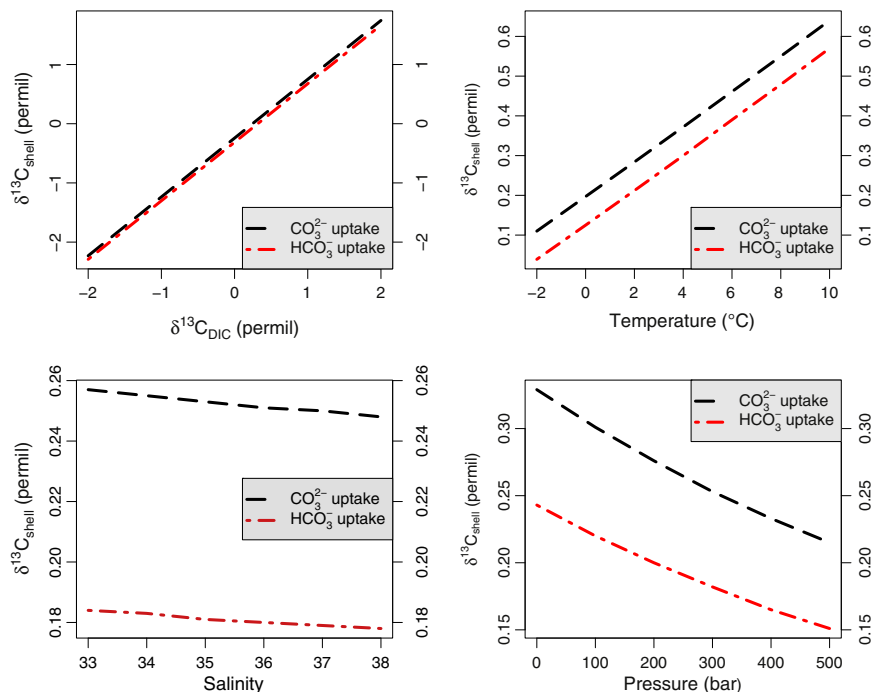 δ¹³C_shell (permil)
1
0
−1
−2
1
0
−1
−2
CO₃²⁻ uptake
HCO₃⁻ uptake
−2 −1 0 1 2
δ¹³C_DIC (permil)
δ¹³C_shell (permil)
0.6
0.5
0.4
0.3
0.2
0.1
0.6
0.5
0.4
0.3
0.2
0.1
CO₃²⁻ uptake
HCO₃⁻ uptake
−2 0 2 4 6 8 10
Temperature (°C)
δ¹³C_shell (permil)
0.26
0.24
0.22
0.20
0.18
0.26
0.24
0.22
0.20
0.18
CO₃²⁻ uptake
HCO₃⁻ uptake
33 34 35 36 37 38
Salinity
δ¹³C_shell (permil)
0.30
0.25
0.20
0.15
0.30
0.25
0.20
0.15
CO₃²⁻ uptake
HCO₃⁻ uptake
0 100 200 300 400 500
Pressure (bar)